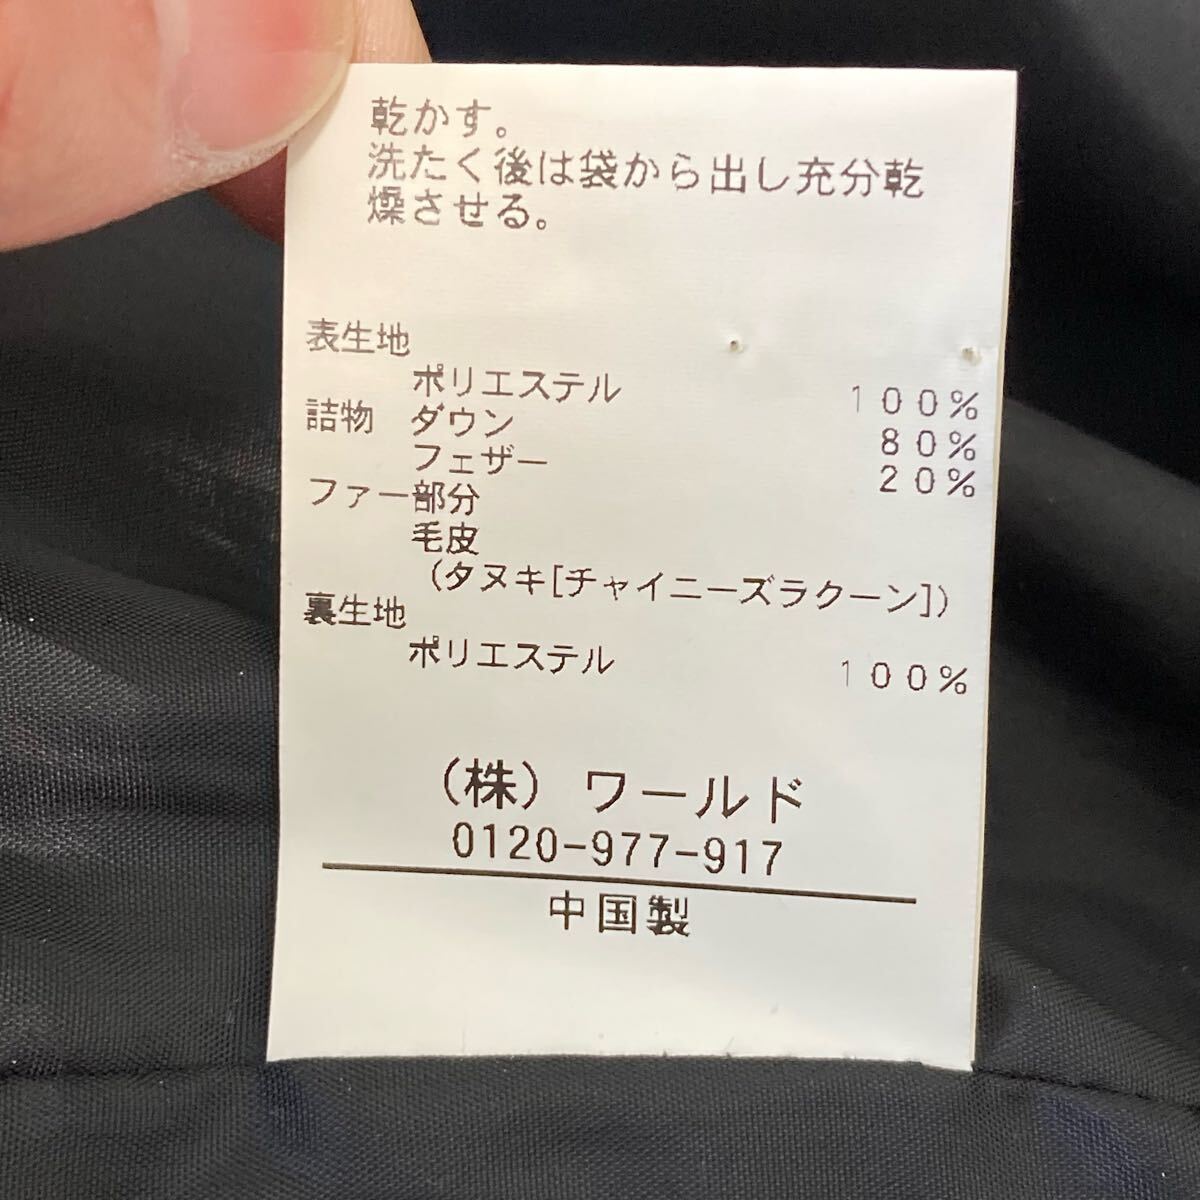 乾かす。
洗たく後は袋から出し充分乾
燥させる。
表生地
ポリエステル 100%
詰物 ダウン 80%
フェザー 20%
ファー部分
毛皮
(タヌキ[チャイニーズラクーン])
裏生地
ポリエステル 100%
(株) ワールド
0120-977-917
中国製